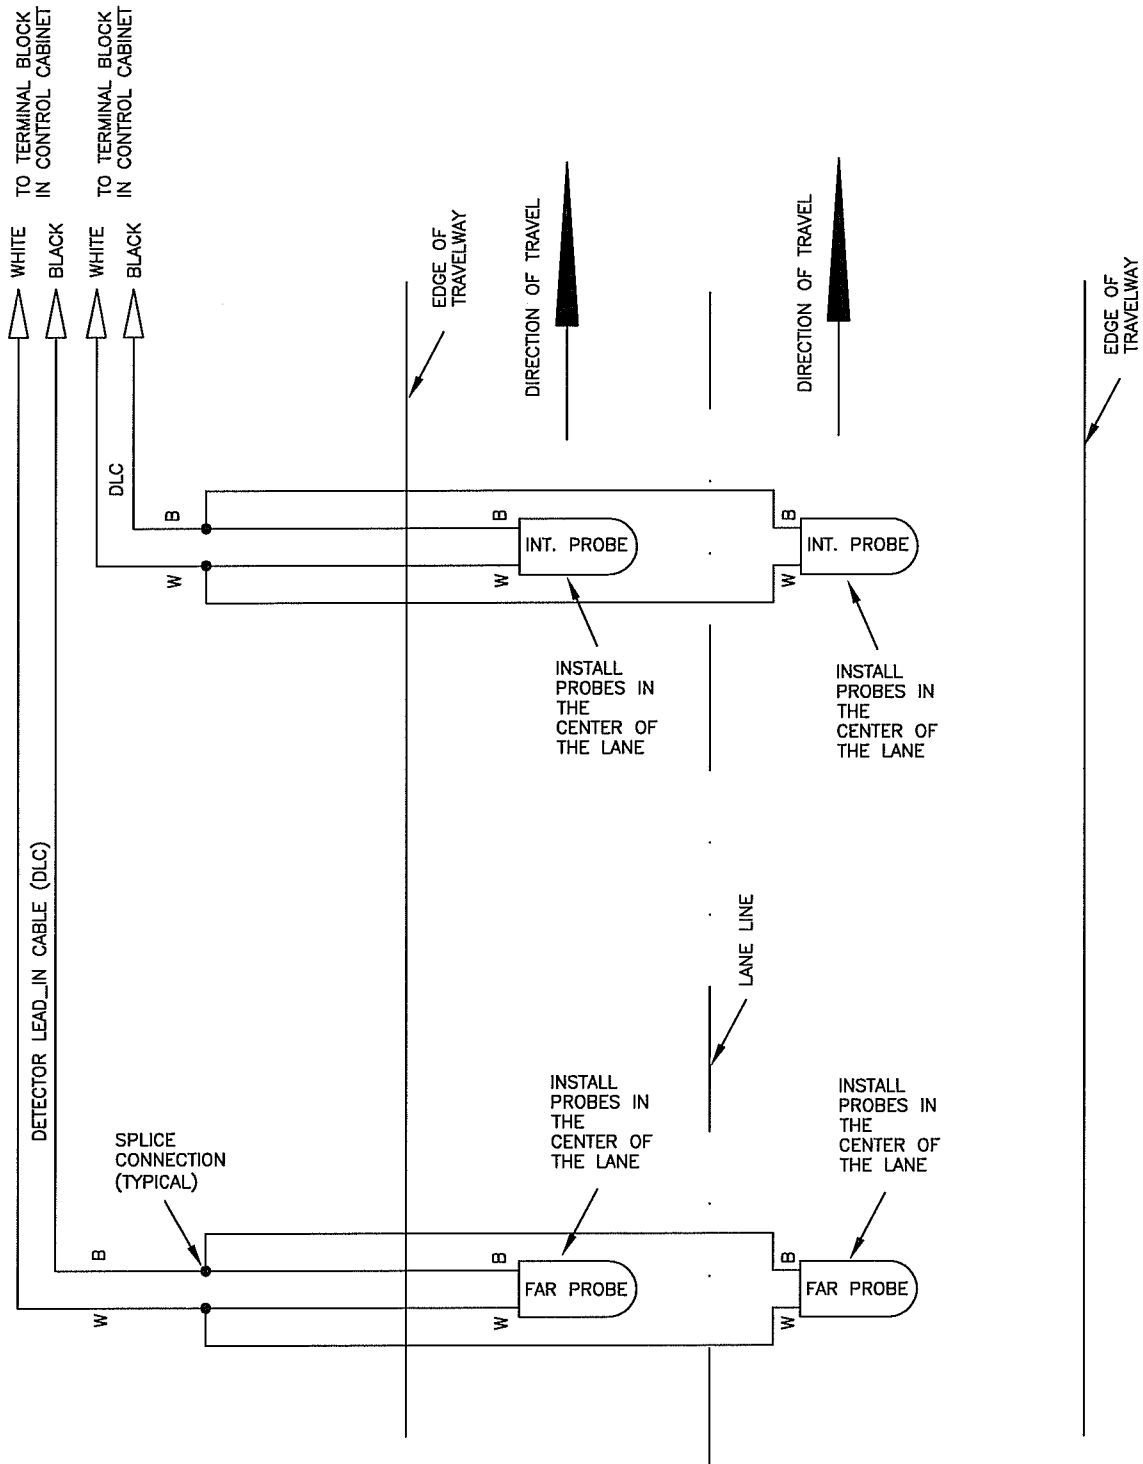 TO TERMINAL BLOCK
IN CONTROL CABINET
TO TERMINAL BLOCK
IN CONTROL CABINET
WHITE
BLACK
WHITE
BLACK
DLC
EDGE OF
TRAVELWAY
DIRECTION OF TRAVEL
DIRECTION OF TRAVEL
EDGE OF
TRAVELWAY
B
B
B
INT. PROBE
INT. PROBE
W
W
W
INSTALL
PROBES IN
THE
CENTER OF
THE LANE
INSTALL
PROBES IN
THE
CENTER OF
THE LANE
DETECTOR LEAD_IN CABLE (DLC)
LANE LINE
SPLICE
CONNECTION
(TYPICAL)
INSTALL
PROBES IN
THE
CENTER OF
THE LANE
INSTALL
PROBES IN
THE
CENTER OF
THE LANE
B
B
B
FAR PROBE
FAR PROBE
W
W
W